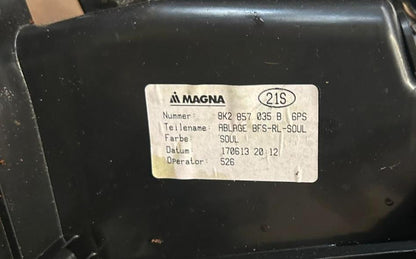 MAGNA 21S
Nummer: 8K2 857 035 B 6PS
Teilename: ABLAGE BFS-RL-SOUL
Farbe: SOUL
Datum: 170613 20:12
Operator: S26